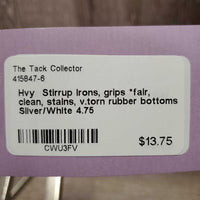 The Tack Collector
415847-6
Hvy Stirrup Irons, grips *fair,
clean, stains, v.torn rubber bottoms
Silver/White 4.75
CWU3FV
$13.75